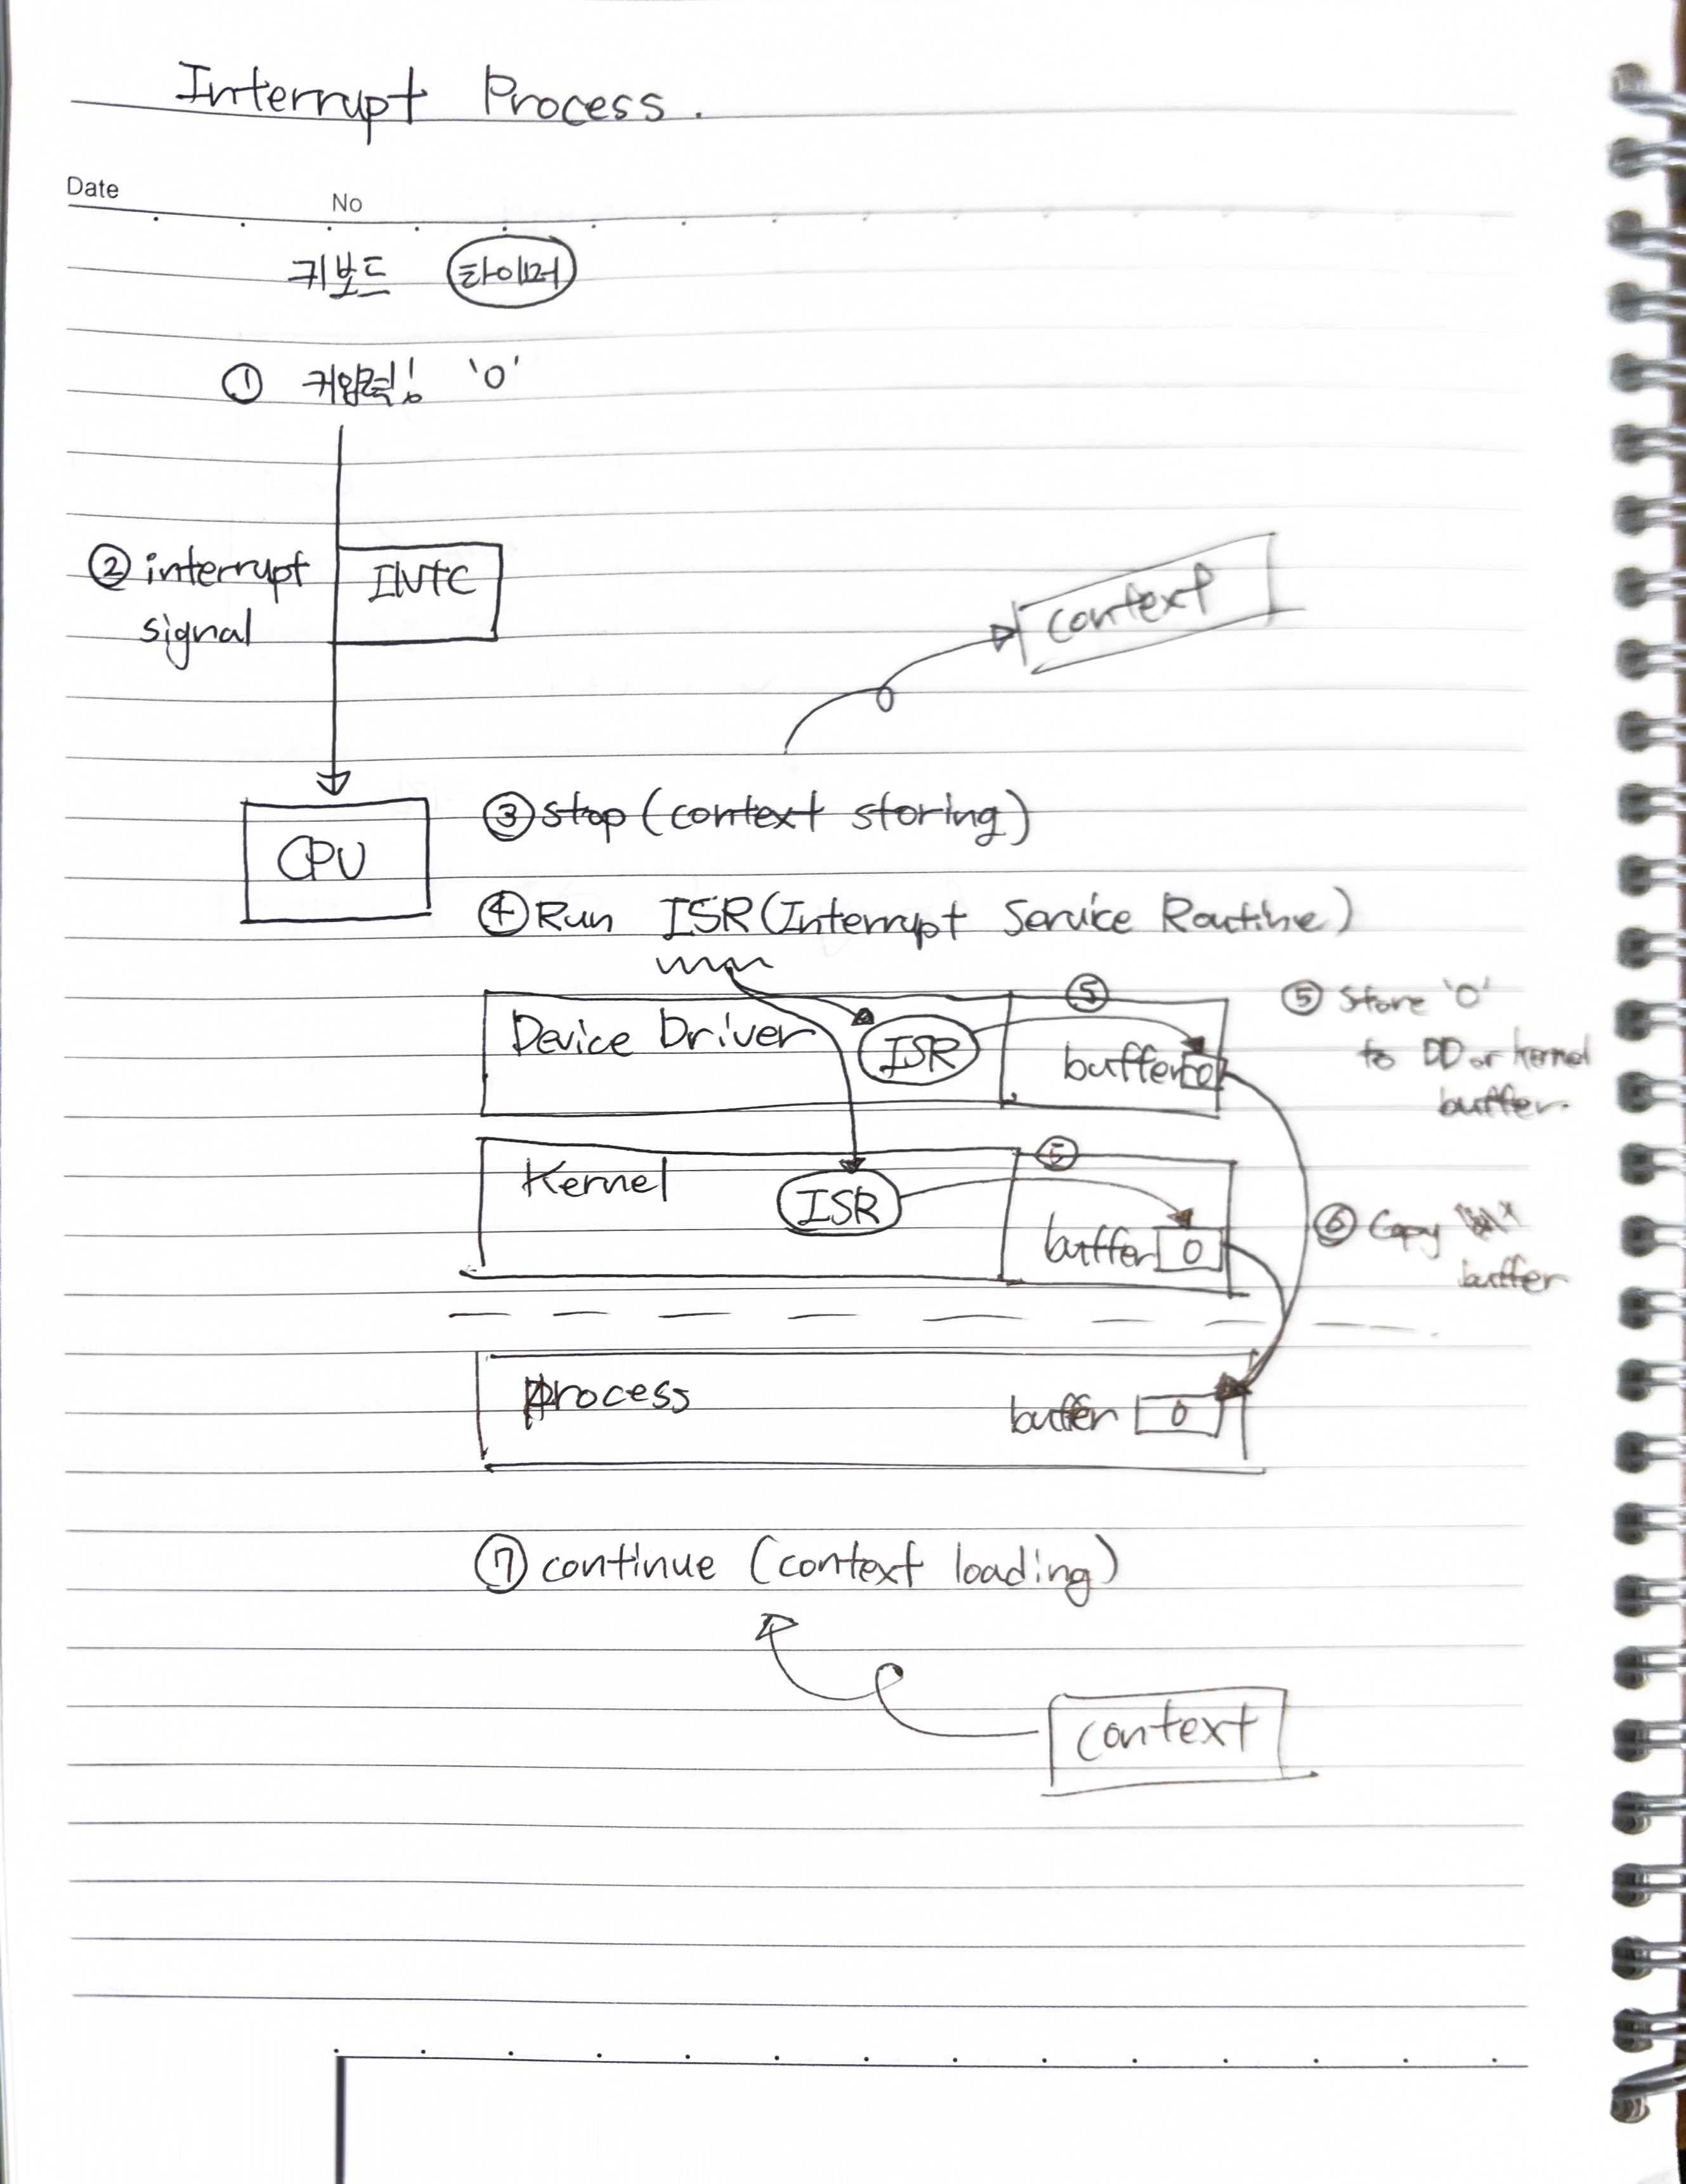 Interrupt Process.
Date
No
키보드 타이머
① 키입력! '0'
② interrupt
signal
INTC
context
CPU
③ stop (context storing)
④ Run ISR (Interrupt Service Routine)
Device Driver
ISR
⑤
buffer 0
⑤ Store '0'
to DD or kernel
buffer.
Kernel
ISR
⑤
buffer 0
⑥ Copy
buffer
process
buffer 0
⑦ continue (context loading)
context